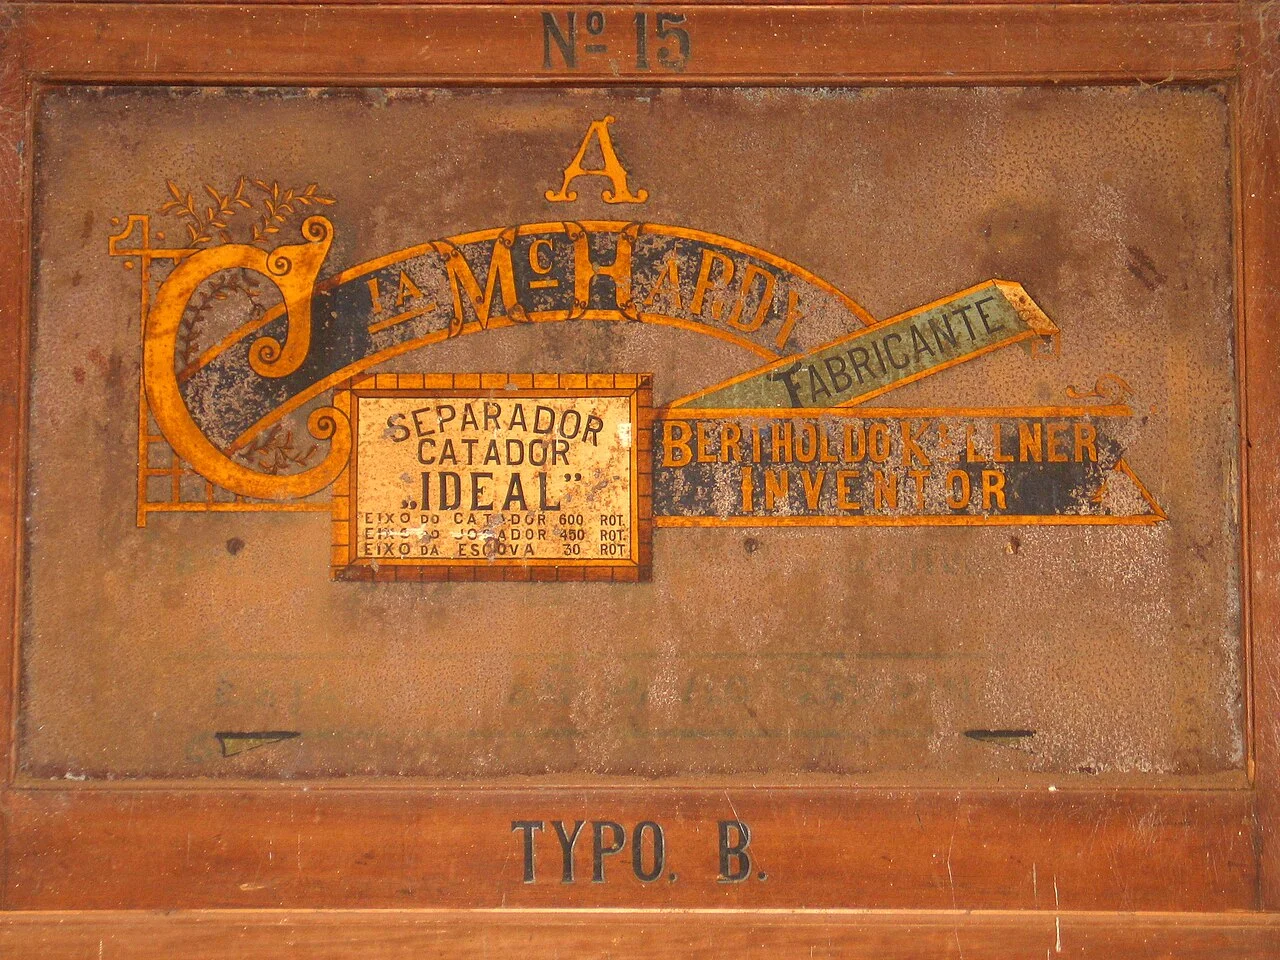 Nº 15
A
CIA McHARDY
FABRICANTE
BERTHOLDO KELLNER
INVENTOR
SEPARADOR
CATADOR
„IDEAL”
EIXO DO CATADOR 600 ROT.
EIXO DO JOGADOR 450 ROT.
EIXO DA ESCOVA 30 ROT.
TYPO. B.